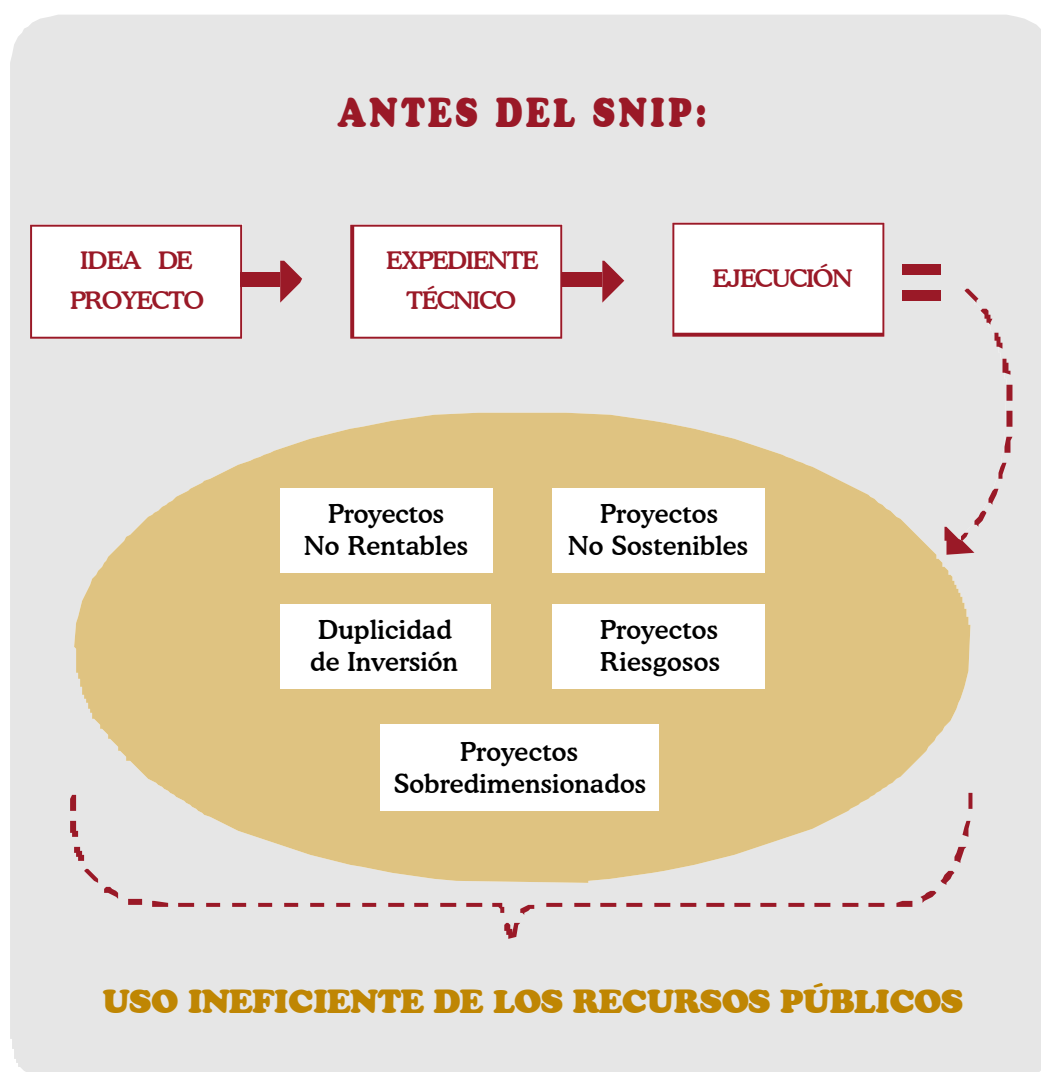 ANTES DEL SNIP:
IDEA DE
PROYECTO
EXPEDIENTE
TÉCNICO
EJECUCIÓN
=
Proyectos
No Rentables
Proyectos
No Sostenibles
Duplicidad
de Inversión
Proyectos
Riesgosos
Proyectos
Sobredimensionados
USO INEFICIENTE DE LOS RECURSOS PÚBLICOS